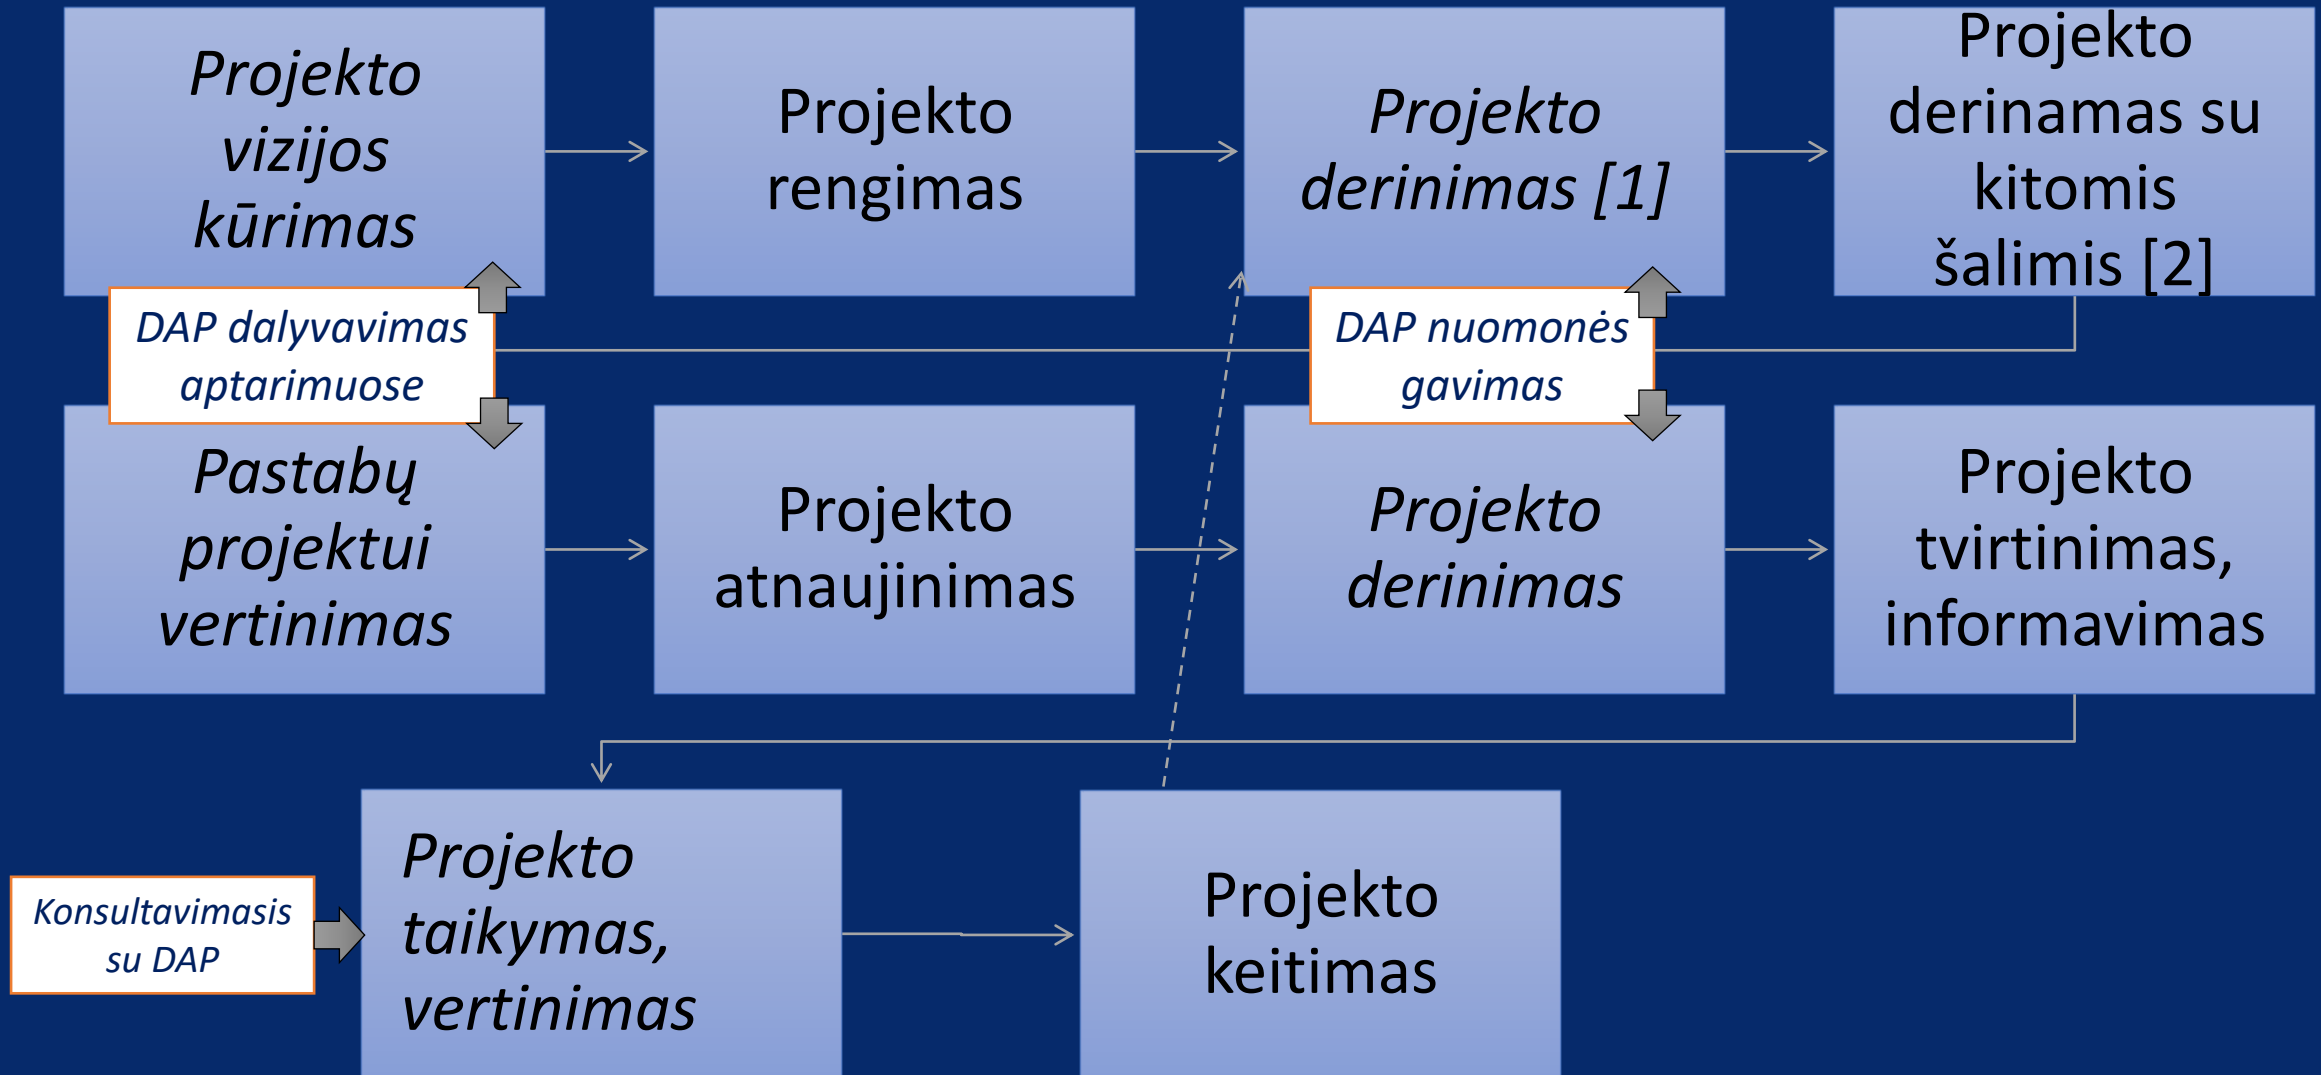 Projekto
vizijos
kūrimas
Projekto
rengimas
Projekto
derinimas [1]
Projekto
derinamas su
kitomis
šalimis [2]
DAP dalyvavimas
aptarimuose
DAP nuomonės
gavimas
Pastabų
projektui
vertinimas
Projekto
atnaujinimas
Projekto
derinimas
Projekto
tvirtinimas,
informavimas
Konsultavimasis
su DAP
Projekto
taikymas,
vertinimas
Projekto
keitimas